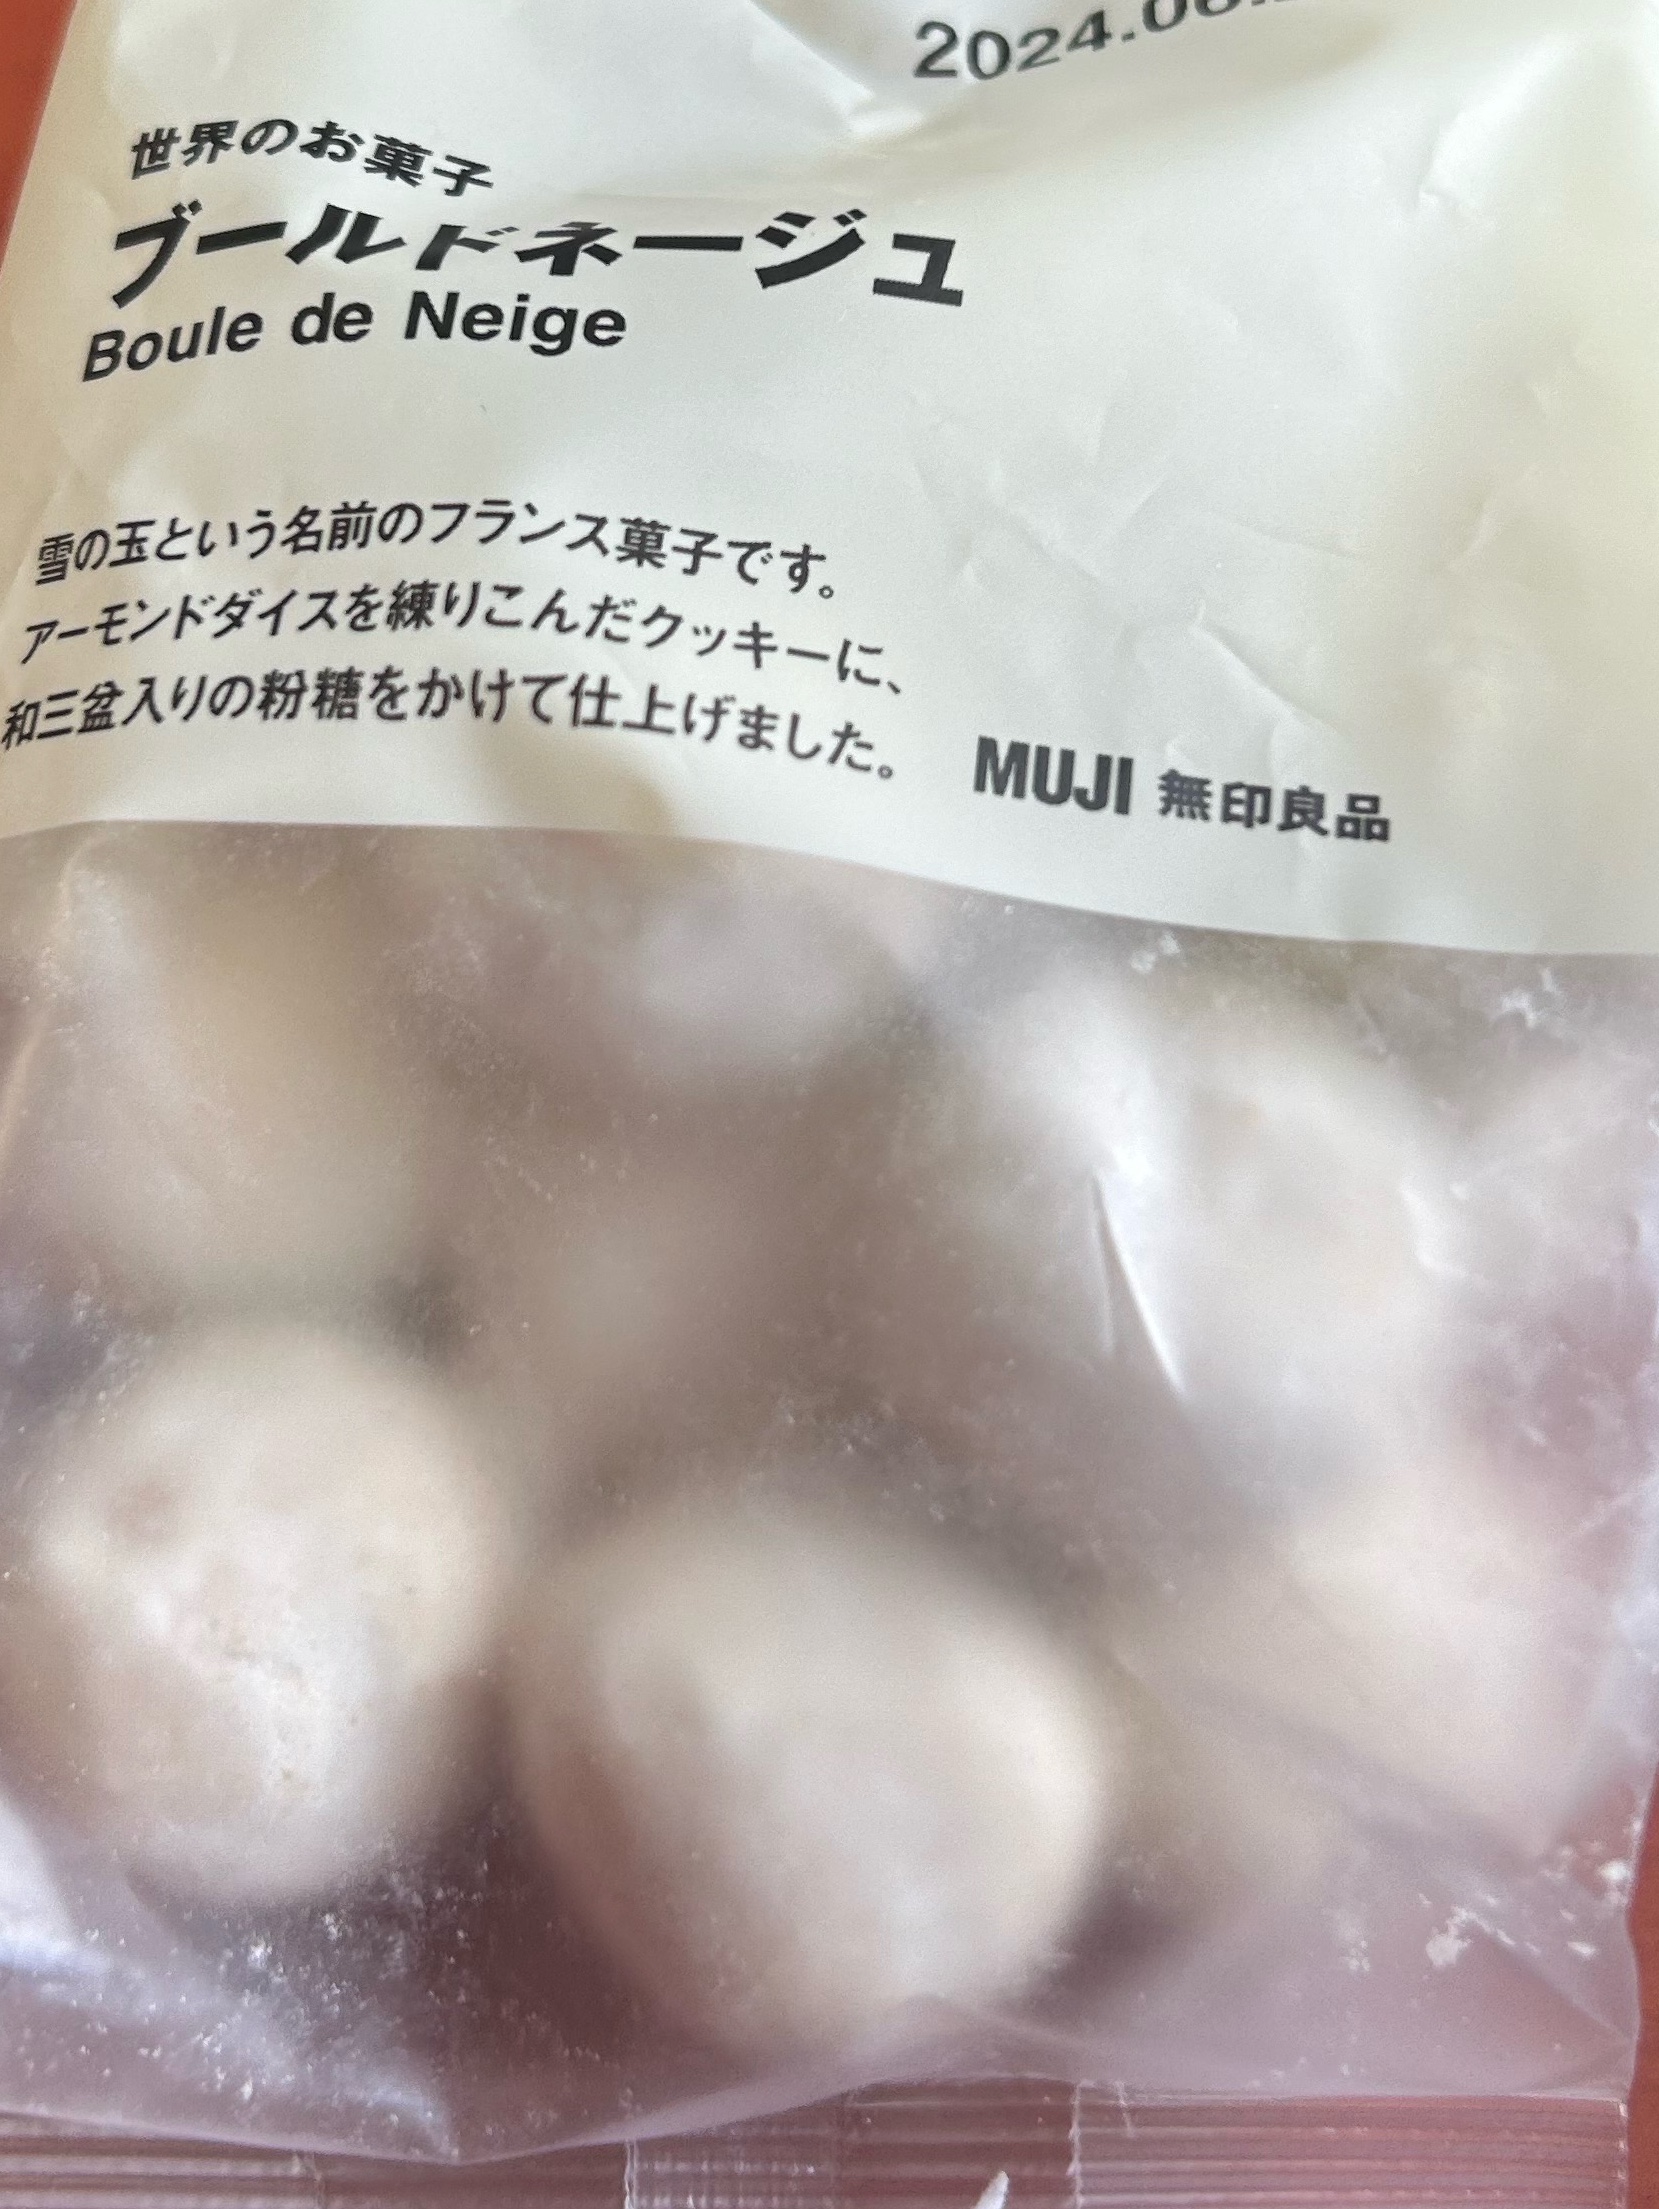 世界のお菓子
ブールドネージュ
Boule de Neige
雪の玉という名前のフランス菓子です。
アーモンドダイスを練りこんだクッキーに、
和三盆入りの粉糖をかけて仕上げました。
MUJI 無印良品